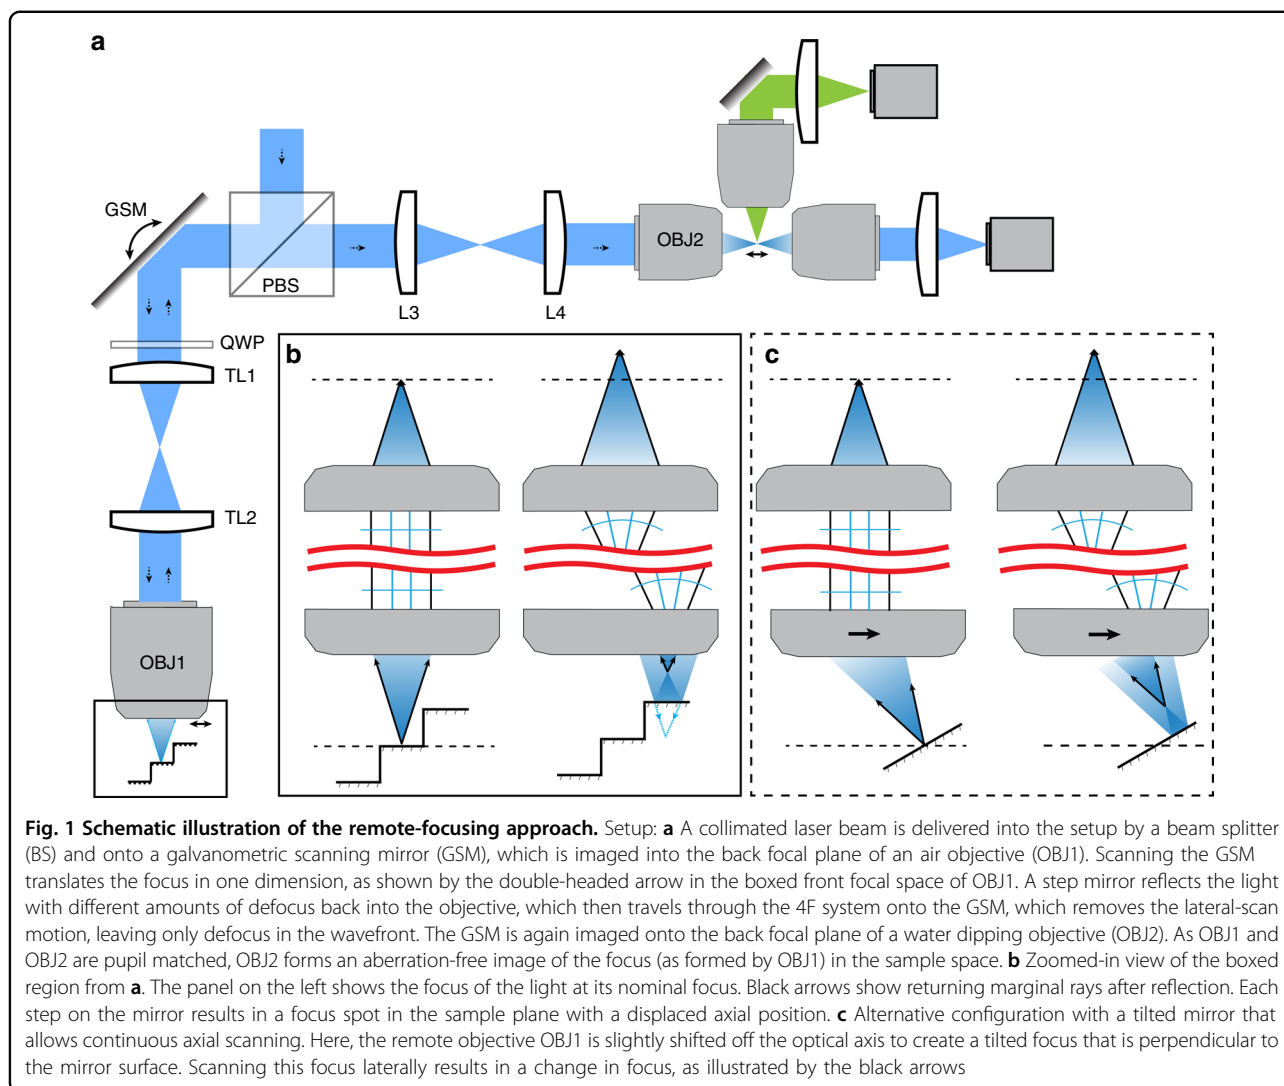 a
GSM
OBJ2
PBS
L3
L4
QWP
TL1
TL2
OBJ1
b
c
Fig. 1 Schematic illustration of the remote-focusing approach. Setup: a A collimated laser beam is delivered into the setup by a beam splitter
(BS) and onto a galvanometric scanning mirror (GSM), which is imaged into the back focal plane of an air objective (OBJ1). Scanning the GSM
translates the focus in one dimension, as shown by the double-headed arrow in the boxed front focal space of OBJ1. A step mirror reflects the light
with different amounts of defocus back into the objective, which then travels through the 4F system onto the GSM, which removes the lateral-scan
motion, leaving only defocus in the wavefront. The GSM is again imaged onto the back focal plane of a water dipping objective (OBJ2). As OBJ1 and
OBJ2 are pupil matched, OBJ2 forms an aberration-free image of the focus (as formed by OBJ1) in the sample space. b Zoomed-in view of the boxed
region from a. The panel on the left shows the focus of the light at its nominal focus. Black arrows show returning marginal rays after reflection. Each
step on the mirror results in a focus spot in the sample plane with a displaced axial position. c Alternative configuration with a tilted mirror that
allows continuous axial scanning. Here, the remote objective OBJ1 is slightly shifted off the optical axis to create a tilted focus that is perpendicular to
the mirror surface. Scanning this focus laterally results in a change in focus, as illustrated by the black arrows